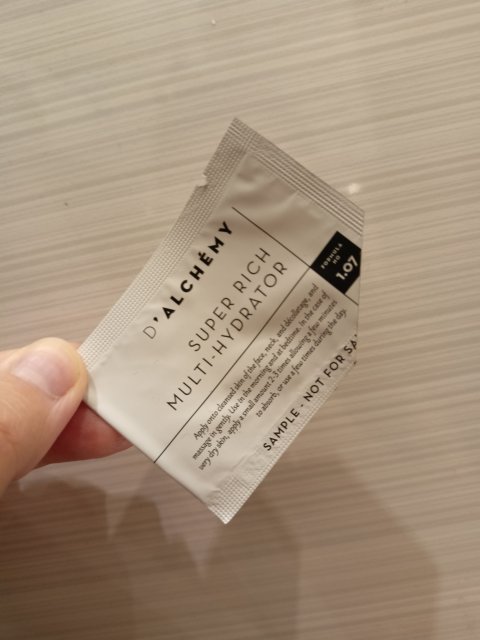 D'ALCHÉMY
SUPER RICH
MULTI-HYDRATOR
FORMULA
NO
1.07
Apply onto cleansed skin of the face, neck, and décolletage, and
massage in gently. Use in the morning and at bedtime. In the case of
very dry skin, apply a small amount 2-3 times allowing a few minutes
to absorb, or use a few times during the day.
SAMPLE - NOT FOR SA